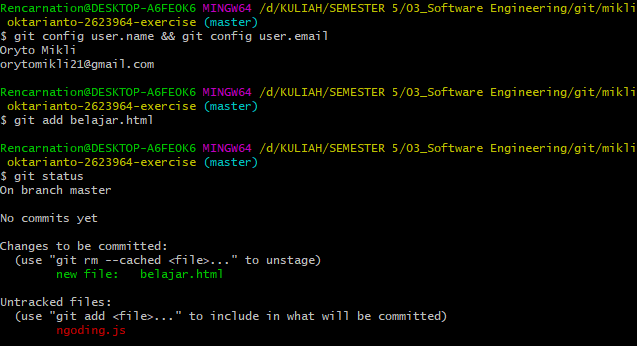 Rencarnation@DESKTOP-A6FEOK6 MINGW64 /d/KULIAH/SEMESTER 5/03_Software Engineering/git/mikli
oktarianto-2623964-exercise (master)
$ git config user.name && git config user.email
Oryto Mikli
orytomikli21@gmail.com
Rencarnation@DESKTOP-A6FEOK6 MINGW64 /d/KULIAH/SEMESTER 5/03_Software Engineering/git/mikli
oktarianto-2623964-exercise (master)
$ git add belajar.html
Rencarnation@DESKTOP-A6FEOK6 MINGW64 /d/KULIAH/SEMESTER 5/03_Software Engineering/git/mikli
oktarianto-2623964-exercise (master)
$ git status
On branch master
No commits yet
Changes to be committed:
(use "git rm --cached <file>..." to unstage)
new file:   belajar.html
Untracked files:
(use "git add <file>..." to include in what will be committed)
ngoding.js